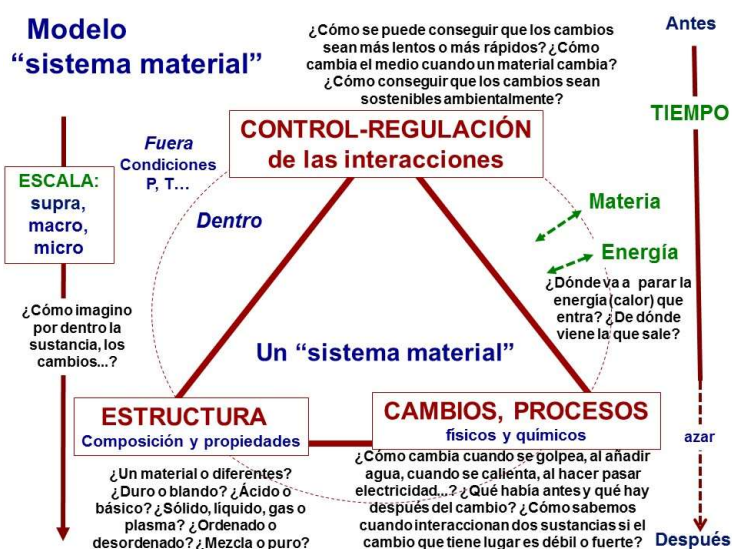 Modelo
“sistema material”
¿Cómo se puede conseguir que los cambios
sean más lentos o más rápidos? ¿Cómo
cambia el medio cuando un material cambia?
¿Cómo conseguir que los cambios sean
sostenibles ambientalmente?
Antes
TIEMPO
CONTROL-REGULACIÓN
de las interacciones
Fuera
Condiciones
P, T…
Dentro
ESCALA:
supra,
macro,
micro
Materia
Energía
¿Dónde va a parar la
energía (calor) que
entra? ¿De dónde
viene la que sale?
¿Cómo imagino
por dentro la
sustancia, los
cambios...?
Un “sistema material”
ESTRUCTURA
Composición y propiedades
CAMBIOS, PROCESOS
físicos y químicos
azar
¿Un material o diferentes?
¿Duro o blando? ¿Ácido o
básico? ¿Sólido, líquido, gas o
plasma? ¿Ordenado o
desordenado? ¿Mezcla o puro?
¿Cómo cambia cuando se golpea, al añadir
agua, cuando se calienta, al hacer pasar
electricidad...? ¿Qué había antes y qué hay
después del cambio? ¿Cómo sabemos
cuando interaccionan dos sustancias si el
cambio que tiene lugar es débil o fuerte?
Después